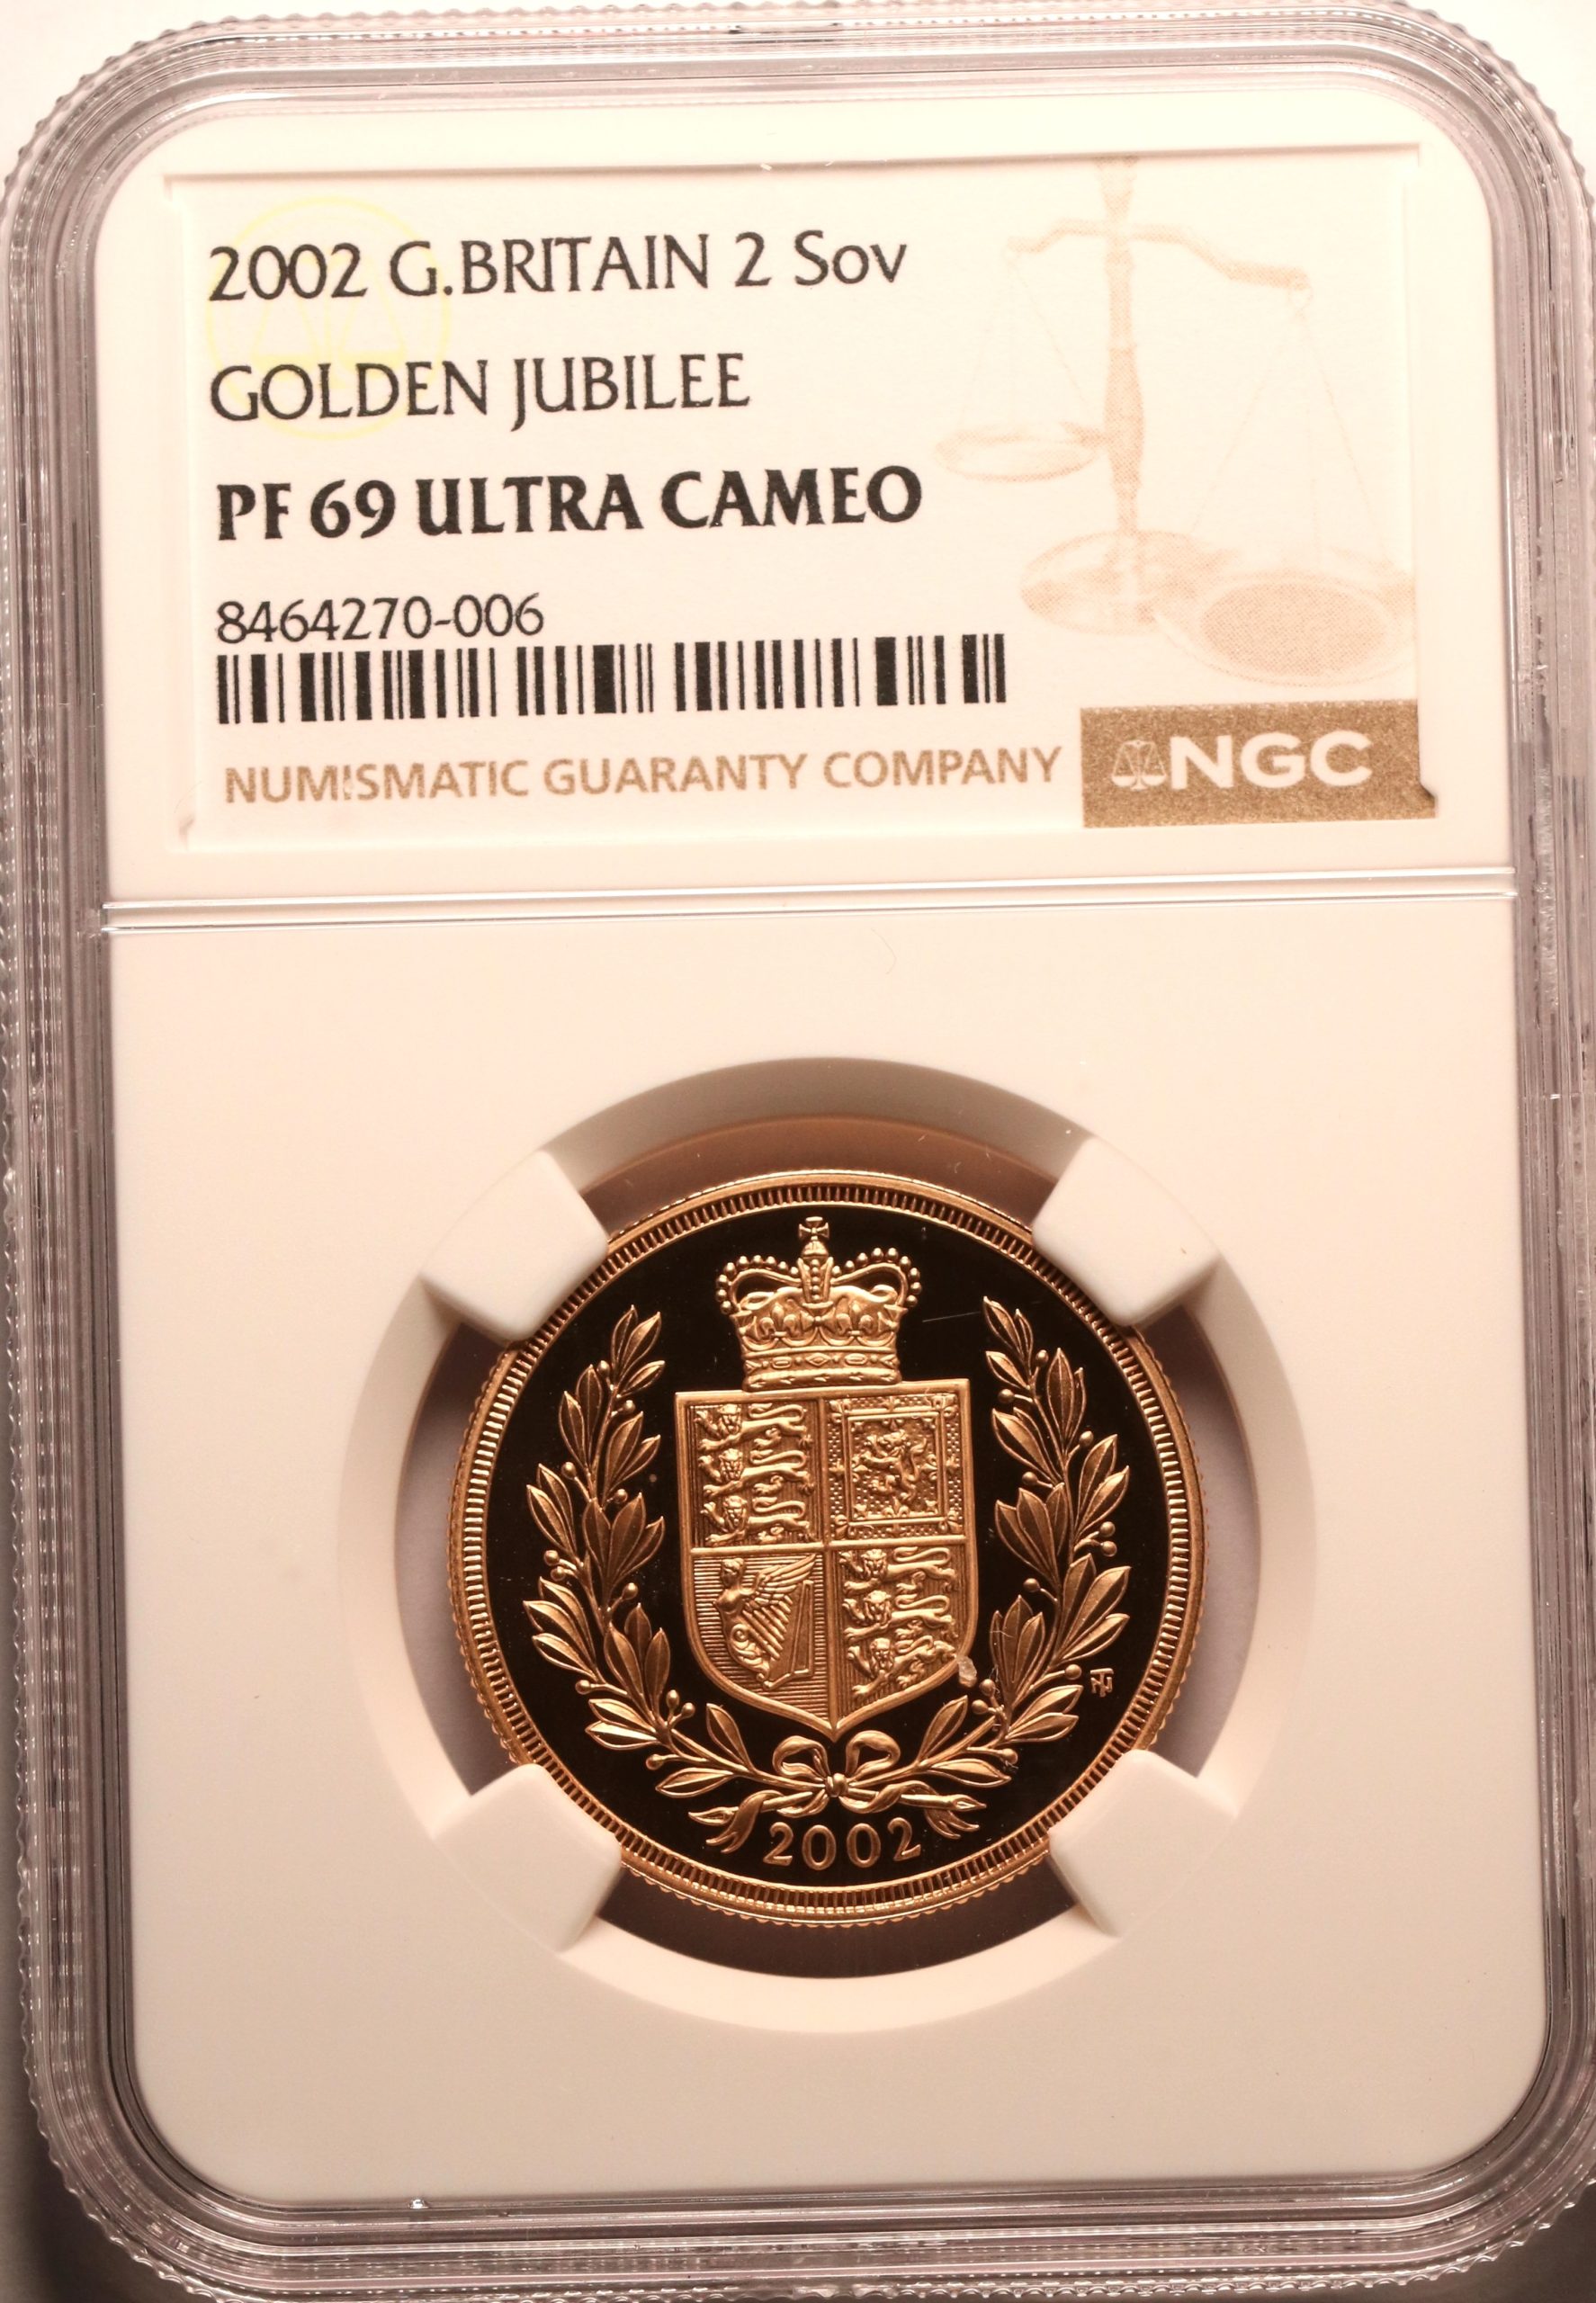 2002 G.BRITAIN 2 Sov
GOLDEN JUBILEE
PF 69 ULTRA CAMEO
8464270-006
NUMISMATIC GUARANTY COMPANY
NGC
2002